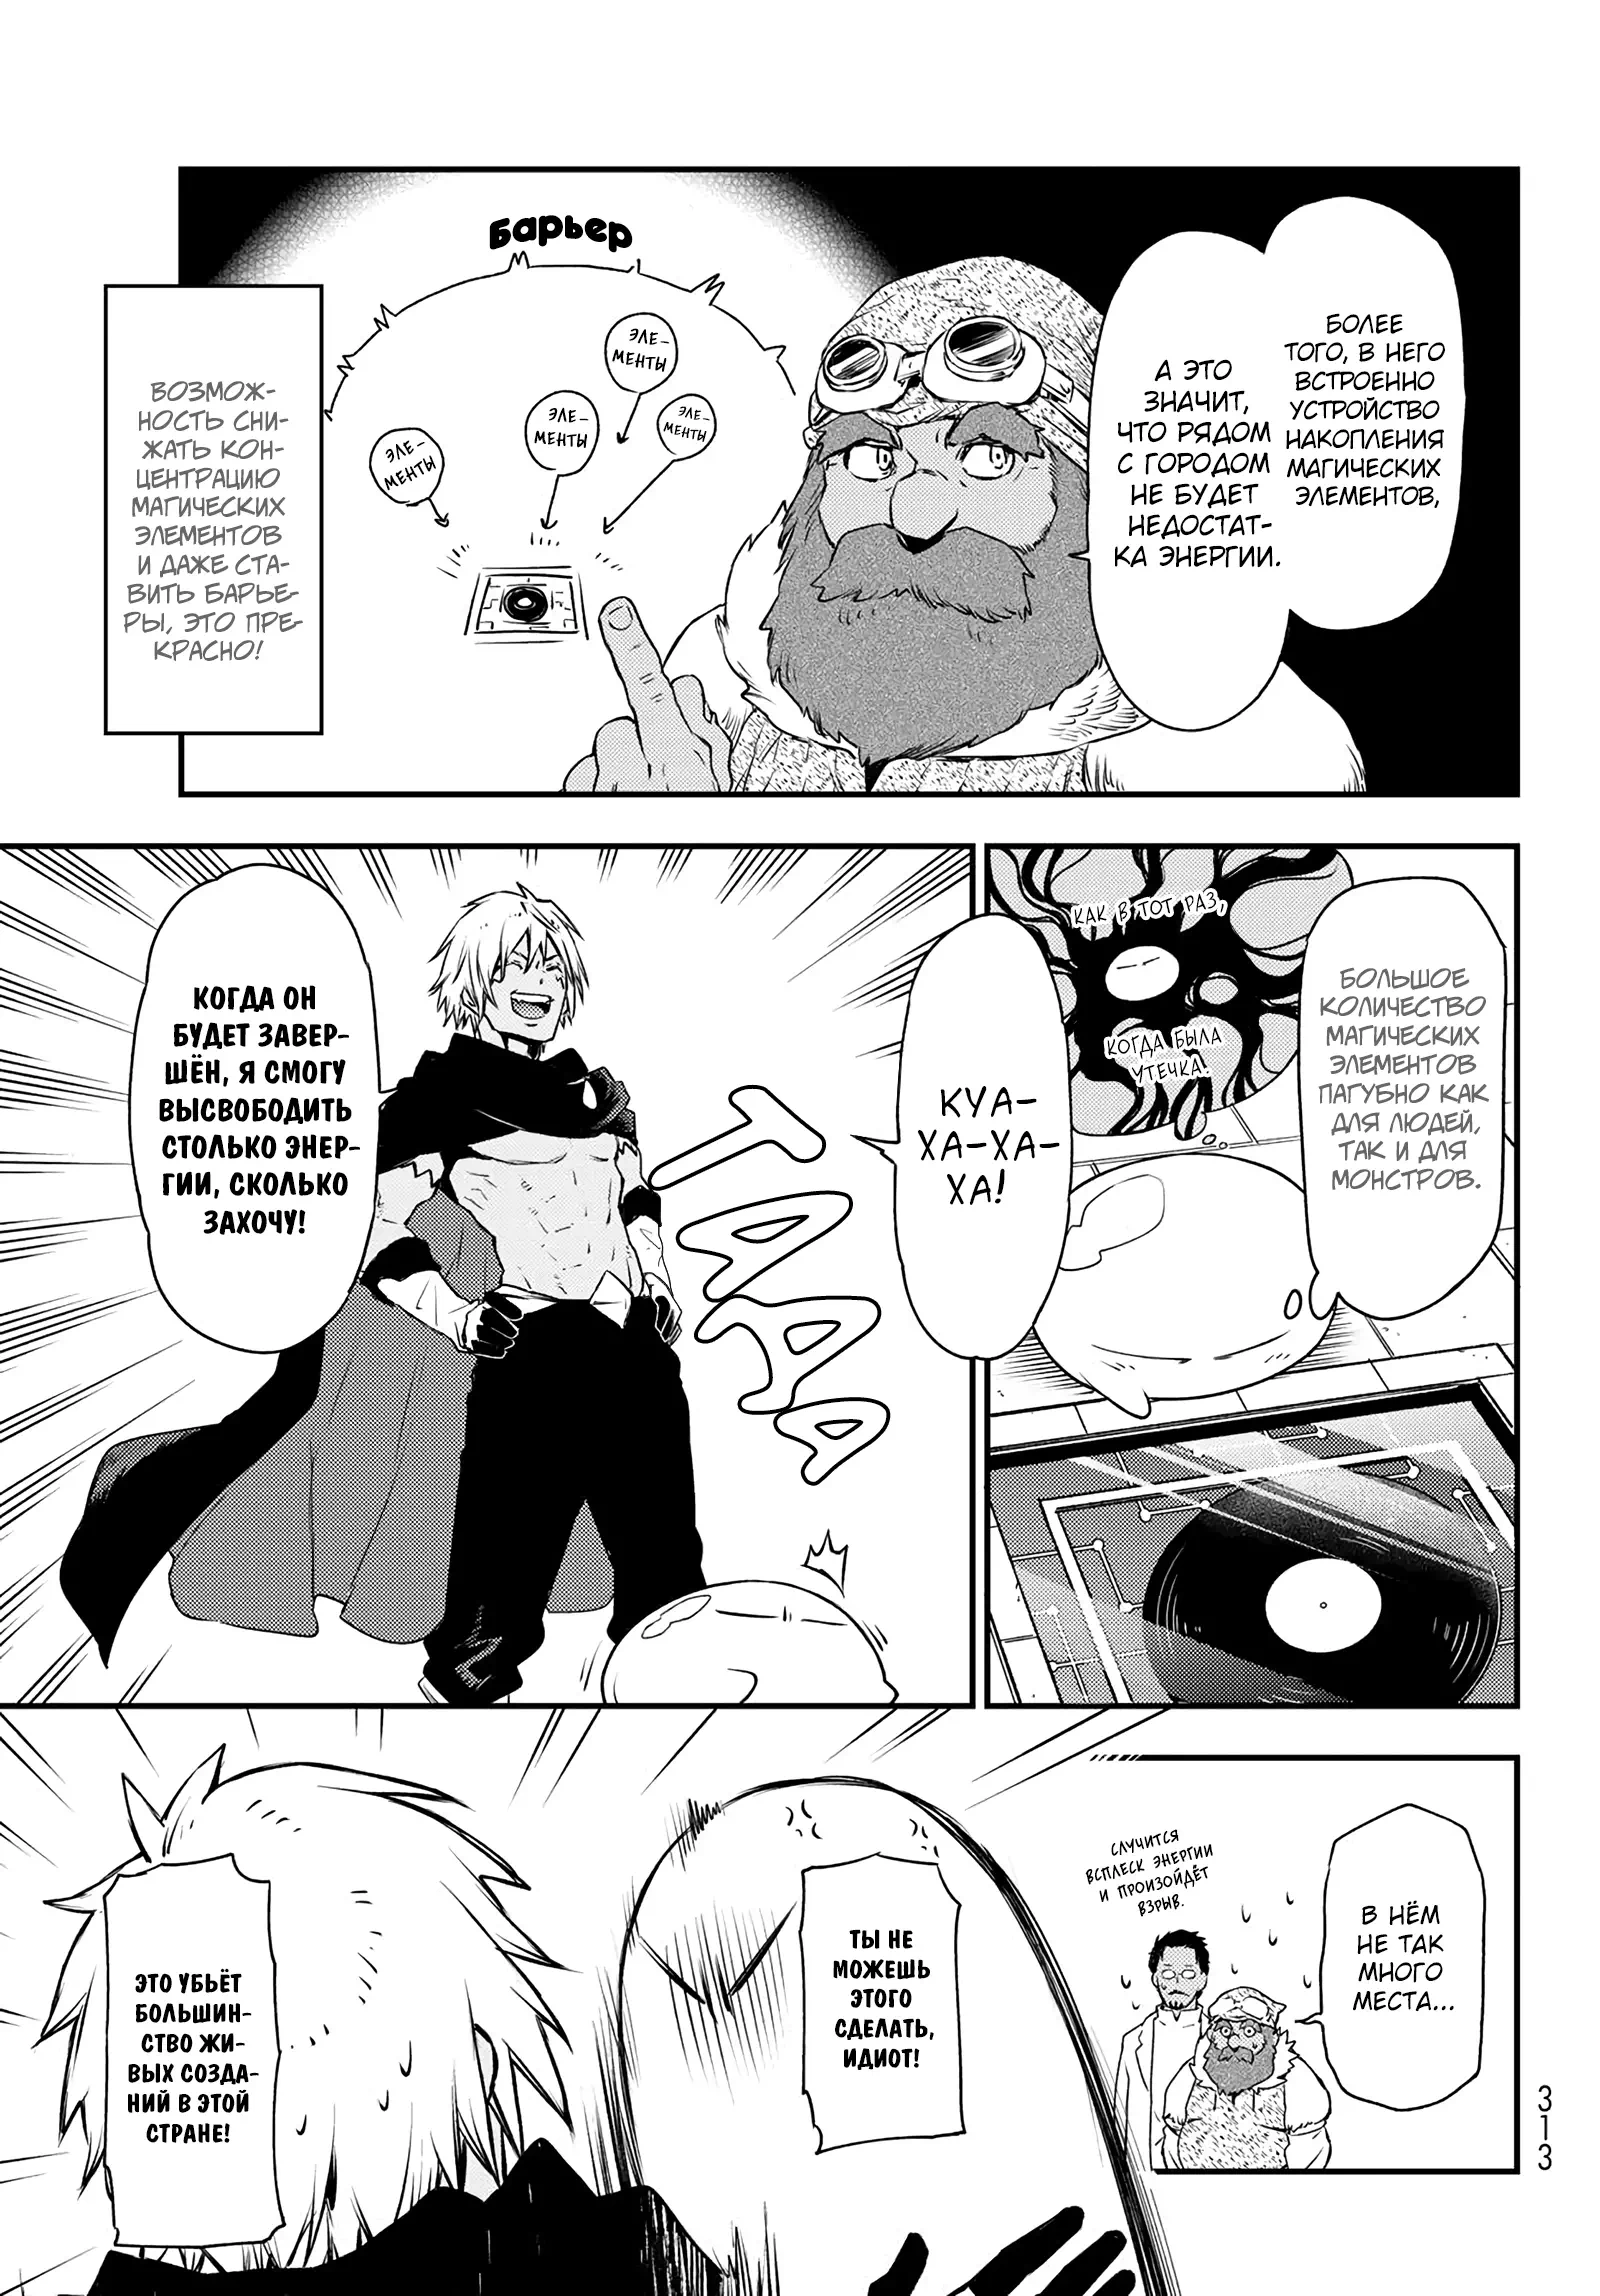 БОЛЕЕ
ТОГО, В НЕГО
ВСТРОЕННО
УСТРОЙСТВО
НАКОПЛЕНИЯ
МАГИЧЕСКИХ
ЭЛЕМЕНТОВ,
А ЭТО
ЗНАЧИТ,
ЧТО РЯДОМ
С ГОРОДОМ
НЕ БУДЕТ
НЕДОСТАТ-
КА ЭНЕРГИИ.
Барьер
ЭЛЕ-
МЕНТЫ
ЭЛЕ-
МЕНТЫ
ЭЛЕ-
МЕНТЫ
ЭЛЕ-
МЕНТЫ
ВОЗМОЖ-
НОСТЬ СНИ-
ЖАТЬ КОН-
ЦЕНТРАЦИЮ
МАГИЧЕСКИХ
ЭЛЕМЕНТОВ
И ДАЖЕ СТА-
ВИТЬ БАРЬЕ-
РЫ, ЭТО ПРЕ-
КРАСНО!
БОЛЬШОЕ
КОЛИЧЕСТВО
МАГИЧЕСКИХ
ЭЛЕМЕНТОВ
ПАГУБНО КАК
ДЛЯ ЛЮДЕЙ,
ТАК И ДЛЯ
МОНСТРОВ.
КАК В ТОТ РАЗ,
КОГДА БЫЛА
УТЕЧКА.
КУА-
ХА-ХА-
ХА!
ТАДАА
КОГДА ОН
БУДЕТ ЗАВЕР-
ШЁН, Я СМОГУ
ВЫСВОБОДИТЬ
СТОЛЬКО ЭНЕР-
ГИИ, СКОЛЬКО
ЗАХОЧУ!
В НЁМ
НЕ ТАК
МНОГО
МЕСТА...
СЛУЧИТСЯ
ВСПЛЕСК ЭНЕРГИИ
И ПРОИЗОЙДЁТ
ВЗРЫВ.
ТЫ НЕ
МОЖЕШЬ
ЭТОГО
СДЕЛАТЬ,
ИДИОТ!
ЭТО УБЬЁТ
БОЛЬШИН-
СТВО ЖИ-
ВЫХ СОЗДА-
НИЙ В ЭТОЙ
СТРАНЕ!
313